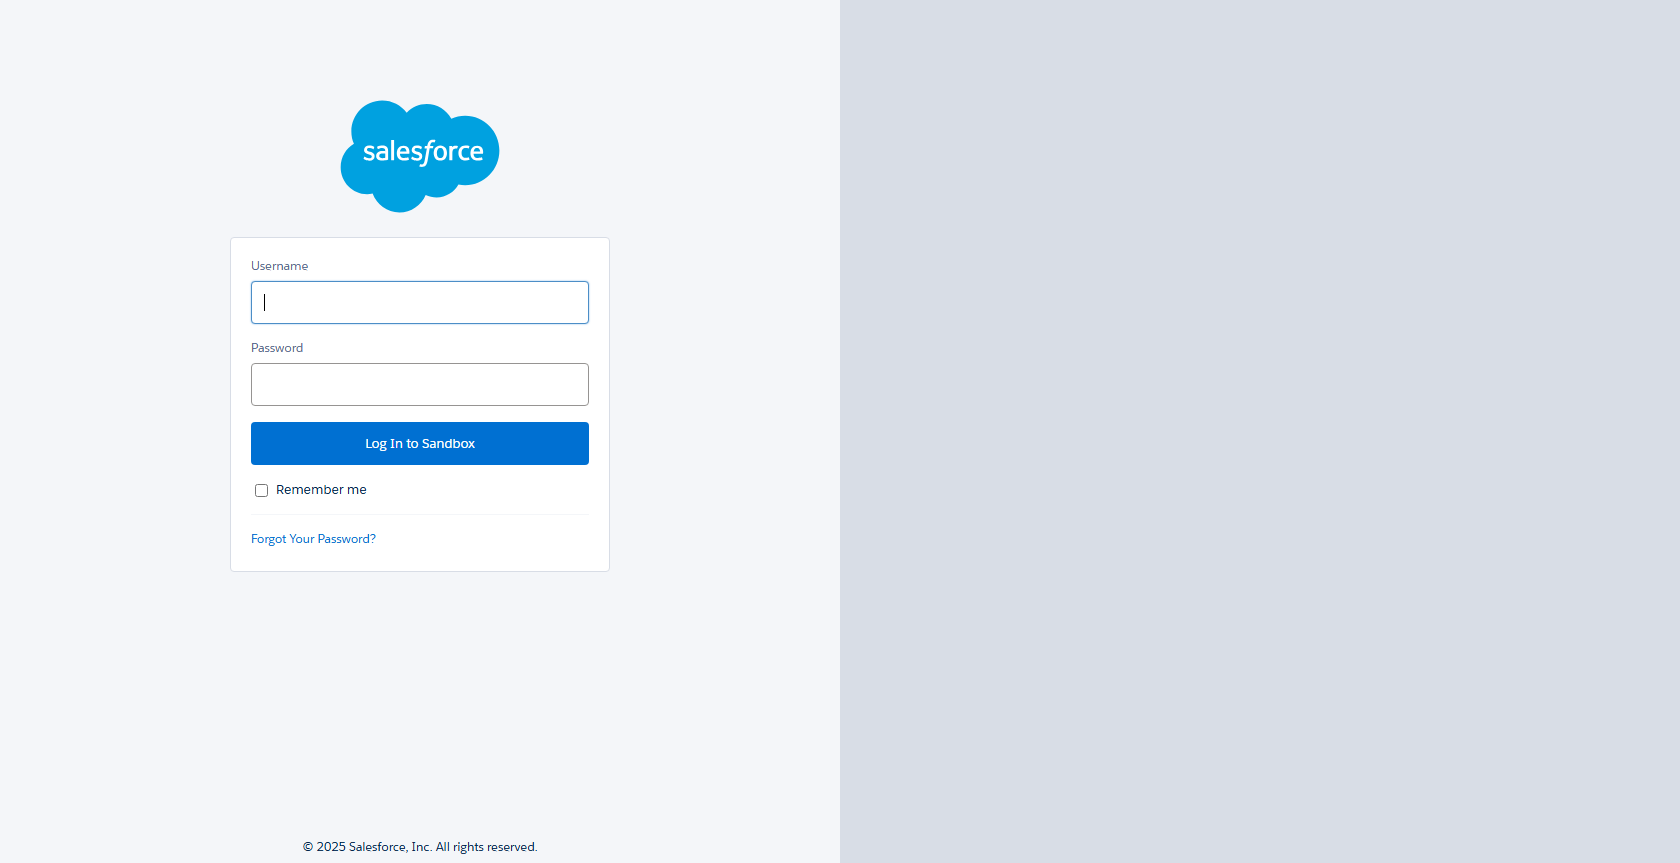 salesforce
Username
Password
Log In to Sandbox
Remember me
Forgot Your Password?
© 2025 Salesforce, Inc. All rights reserved.